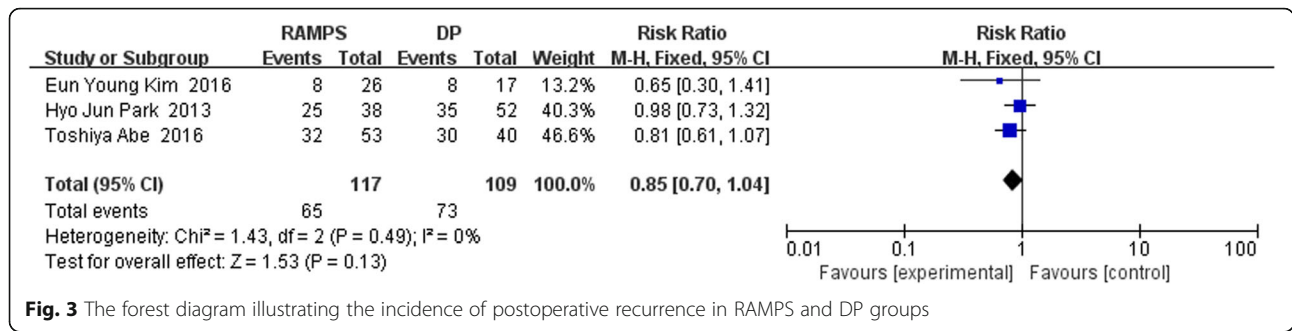 RAMPS DP Risk Ratio Risk Ratio
Study or Subgroup Events Total Events Total Weight M-H, Fixed, 95% CI M-H, Fixed, 95% CI
Eun Young Kim 2016 8 26 8 17 13.2% 0.65 [0.30, 1.41]
Hyo Jun Park 2013 25 38 35 52 40.3% 0.98 [0.73, 1.32]
Toshiya Abe 2016 32 53 30 40 46.6% 0.81 [0.61, 1.07]
Total (95% CI) 117 109 100.0% 0.85 [0.70, 1.04]
Total events 65 73
Heterogeneity: Chi² = 1.43, df = 2 (P = 0.49); I² = 0%
Test for overall effect: Z = 1.53 (P = 0.13)
0.01 0.1 1 10 100
Favours [experimental] Favours [control]
Fig. 3 The forest diagram illustrating the incidence of postoperative recurrence in RAMPS and DP groups